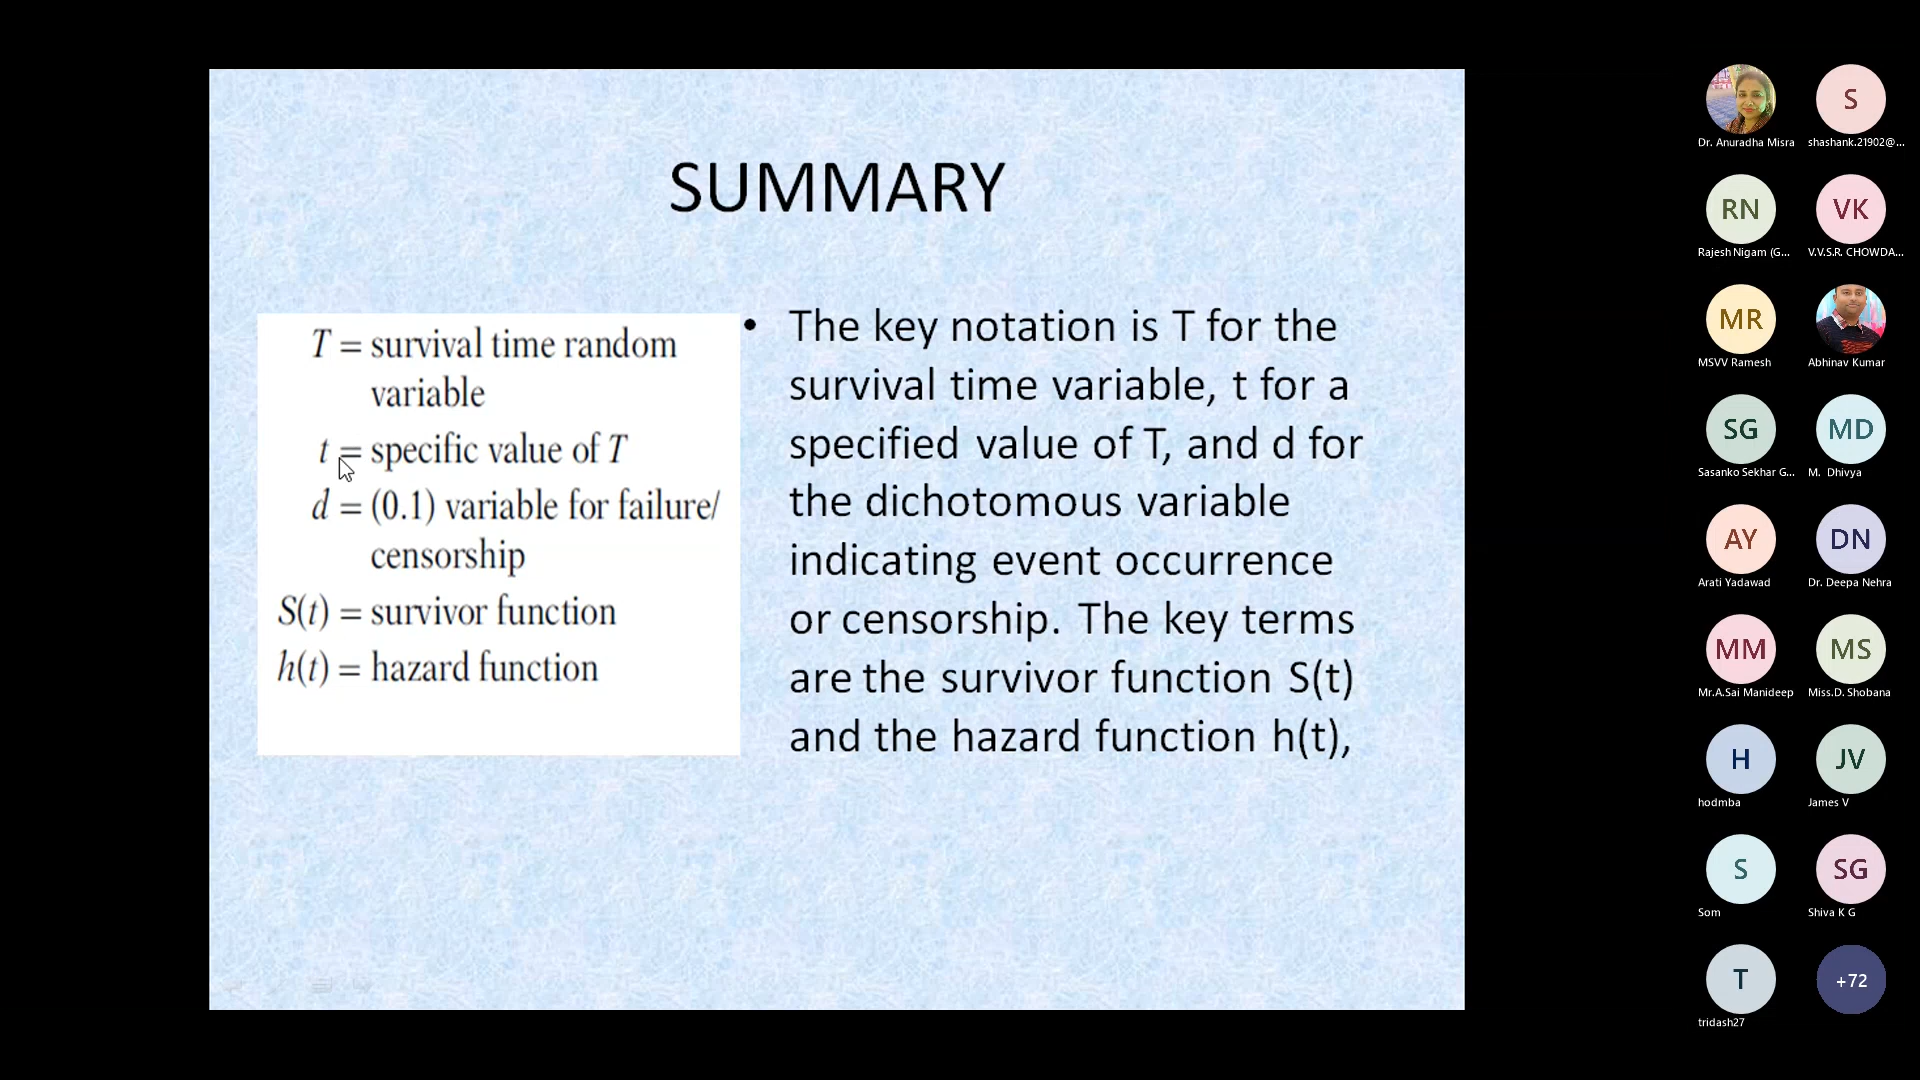 SUMMARY
T = survival time random
variable
t = specific value of T
d = (0.1) variable for failure/
censorship
S(t) = survivor function
h(t) = hazard function
• The key notation is T for the
survival time variable, t for a
specified value of T, and d for
the dichotomous variable
indicating event occurrence
or censorship. The key terms
are the survivor function S(t)
and the hazard function h(t),
Dr. Anuradha Misra
S
shashank.21902@...
RN
Rajesh Nigam (G...
VK
V.V.S.R. CHOWDA...
MR
MSVV Ramesh
Abhinav Kumar
SG
Sasanko Sekhar G...
MD
M. Dhivya
AY
Arati Yadawad
DN
Dr. Deepa Nehra
MM
Mr.A.Sai Manideep
MS
Miss.D. Shobana
H
hodmba
JV
James V
S
Som
SG
Shiva K G
T
tridash27
+72